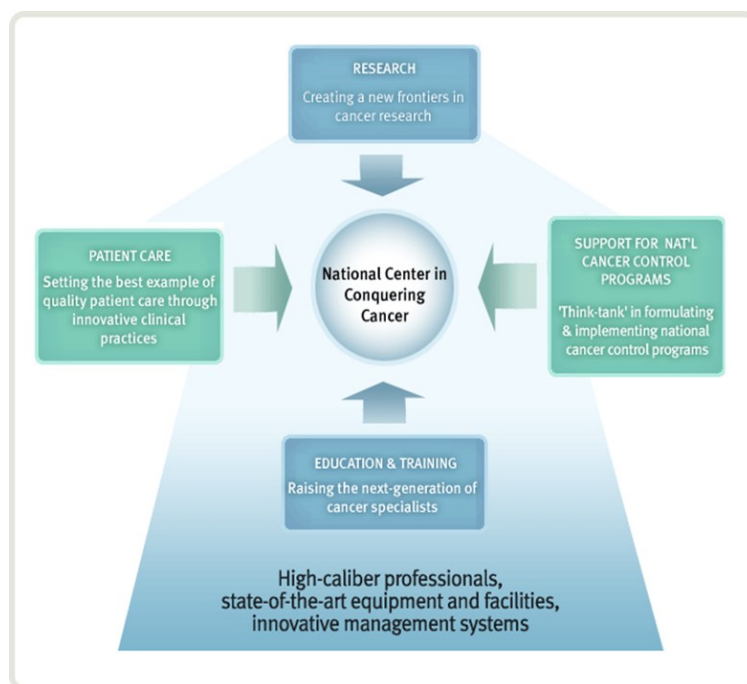 RESEARCH
Creating a new frontiers in
cancer research
PATIENT CARE
Setting the best example of
quality patient care through
innovative clinical
practices
National Center in
Conquering
Cancer
SUPPORT FOR NAT'L
CANCER CONTROL
PROGRAMS
'Think-tank' in formulating
& implementing national
cancer control programs
EDUCATION & TRAINING
Raising the next-generation of
cancer specialists
High-caliber professionals,
state-of-the-art equipment and facilities,
innovative management systems